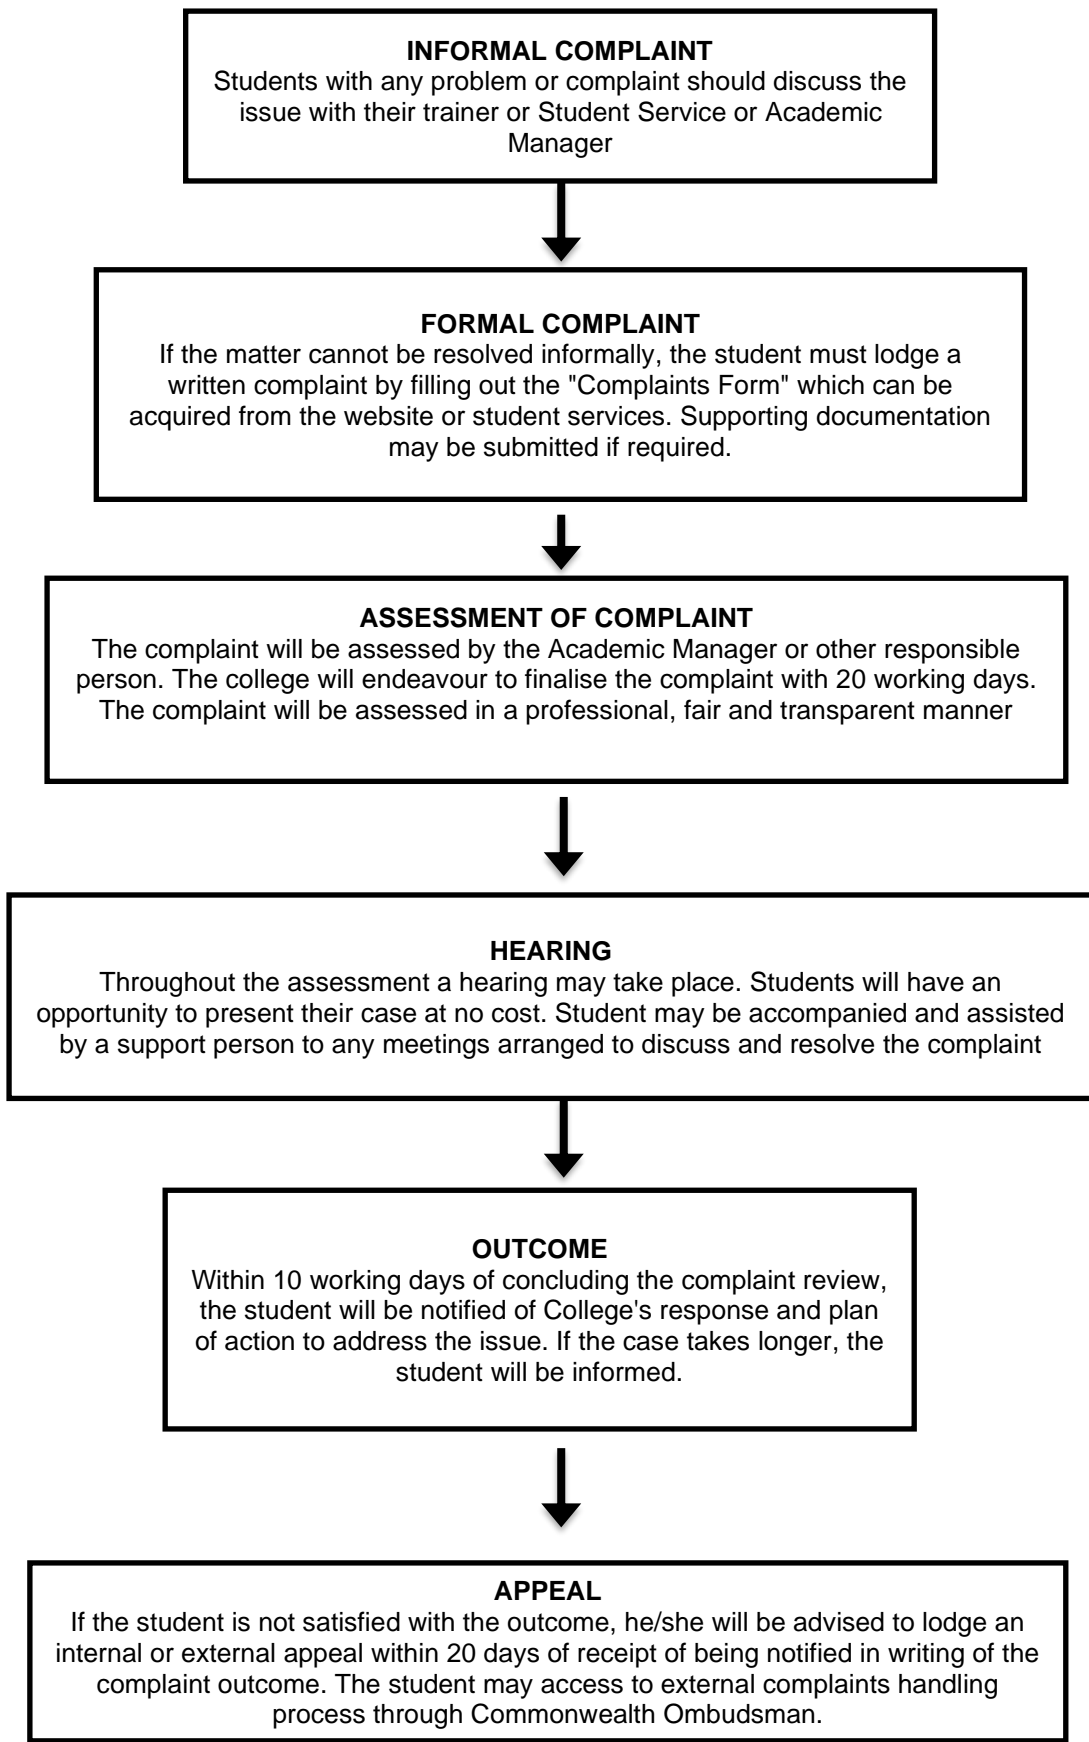 INFORMAL COMPLAINT
Students with any problem or complaint should discuss the
issue with their trainer or Student Service or Academic
Manager
FORMAL COMPLAINT
If the matter cannot be resolved informally, the student must lodge a
written complaint by filling out the "Complaints Form" which can be
acquired from the website or student services. Supporting documentation
may be submitted if required.
ASSESSMENT OF COMPLAINT
The complaint will be assessed by the Academic Manager or other responsible
person. The college will endeavour to finalise the complaint with 20 working days.
The complaint will be assessed in a professional, fair and transparent manner
HEARING
Throughout the assessment a hearing may take place. Students will have an
opportunity to present their case at no cost. Student may be accompanied and assisted
by a support person to any meetings arranged to discuss and resolve the complaint
OUTCOME
Within 10 working days of concluding the complaint review,
the student will be notified of College's response and plan
of action to address the issue. If the case takes longer, the
student will be informed.
APPEAL
If the student is not satisfied with the outcome, he/she will be advised to lodge an
internal or external appeal within 20 days of receipt of being notified in writing of the
complaint outcome. The student may access to external complaints handling
process through Commonwealth Ombudsman.